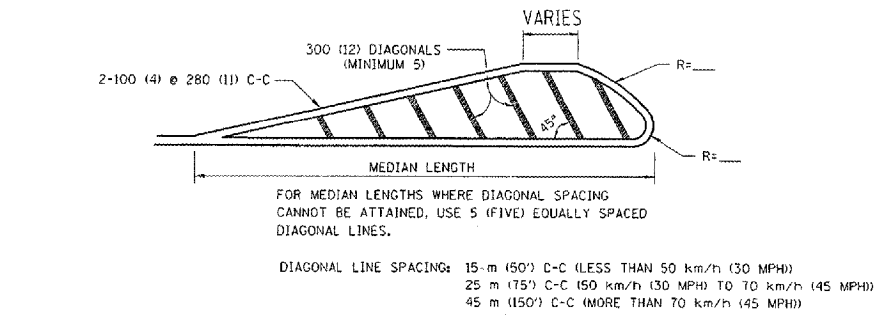 VARIES
300 (12) DIAGONALS
(MINIMUM 5)
R=__
2-100 (4) @ 280 (11) C-C
45°
R=__
MEDIAN LENGTH
FOR MEDIAN LENGTHS WHERE DIAGONAL SPACING
CANNOT BE ATTAINED, USE 5 (FIVE) EQUALLY SPACED
DIAGONAL LINES.
DIAGONAL LINE SPACING: 15 m (50') C-C (LESS THAN 50 km/h (30 MPH))
25 m (75') C-C (50 km/h (30 MPH) TO 70 km/h (45 MPH))
45 m (150') C-C (MORE THAN 70 km/h (45 MPH))